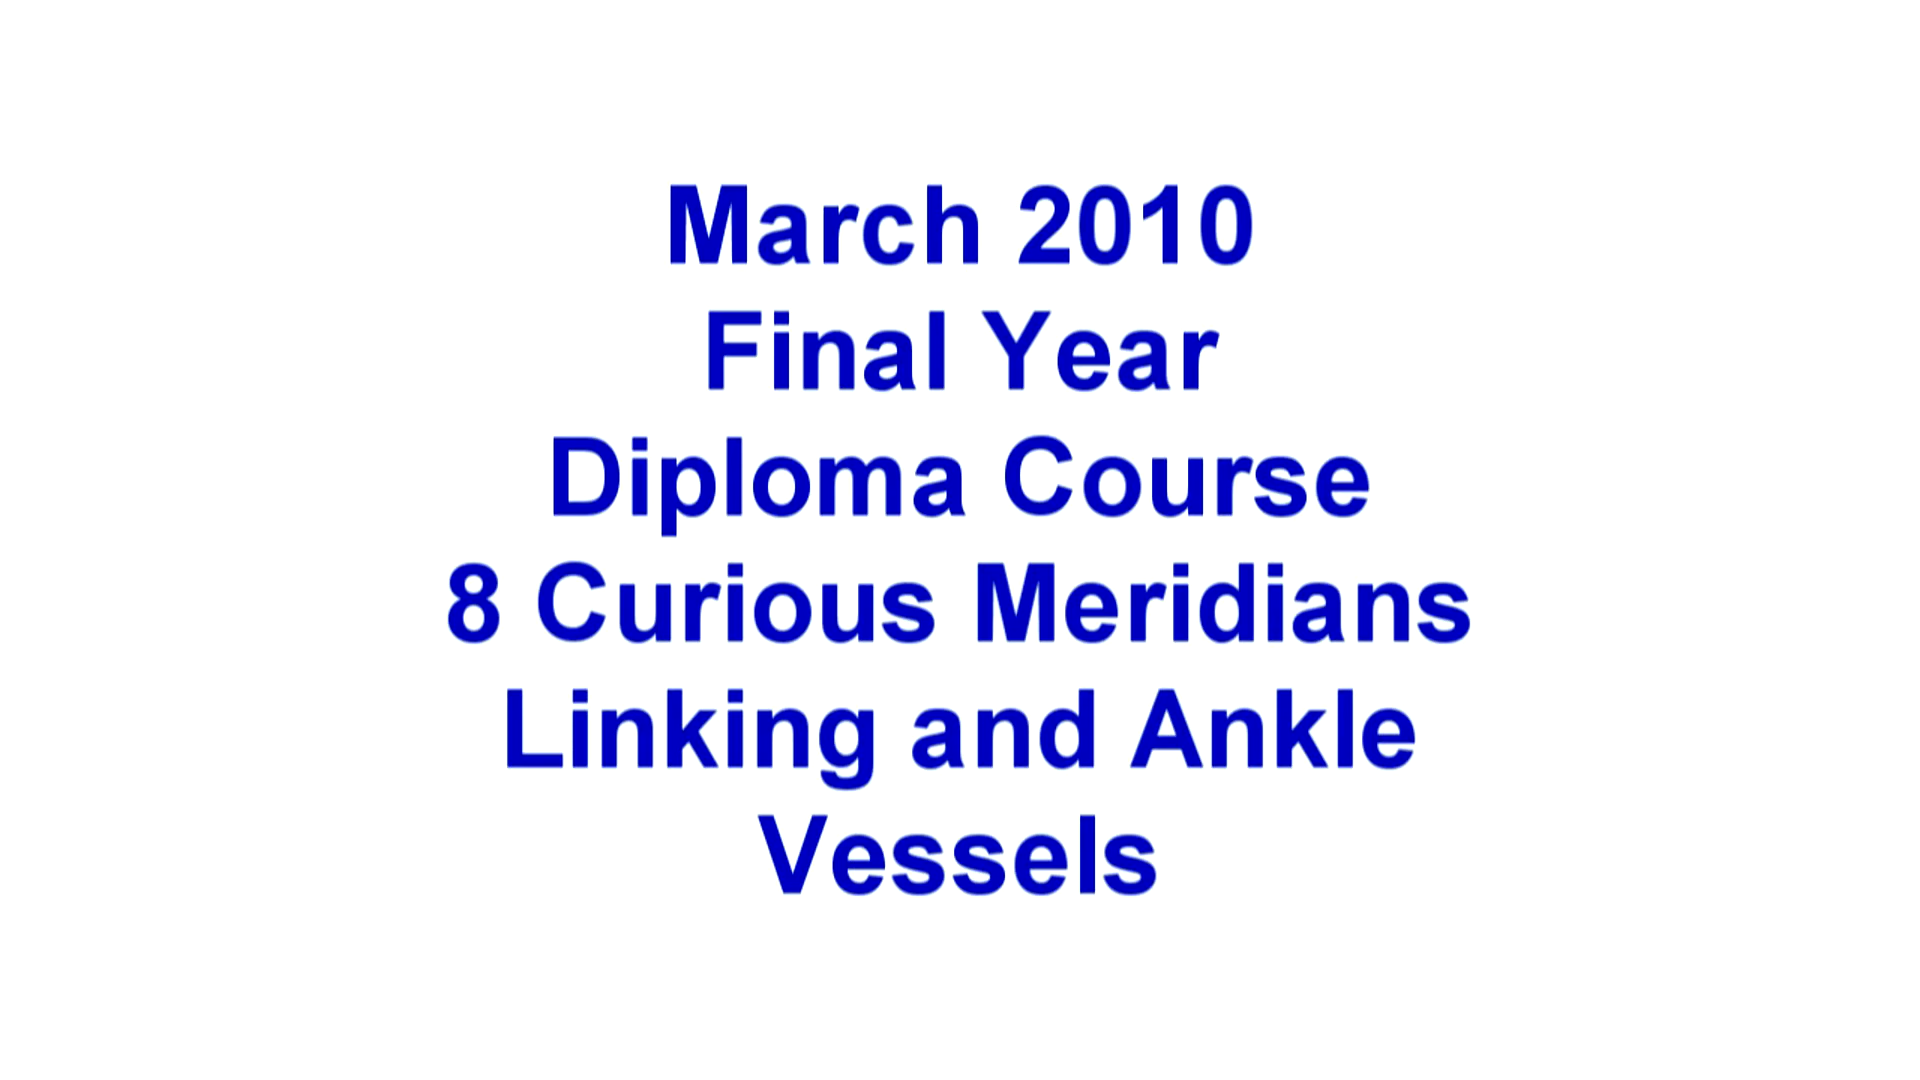 March 2010
Final Year
Diploma Course
8 Curious Meridians
Linking and Ankle
Vessels